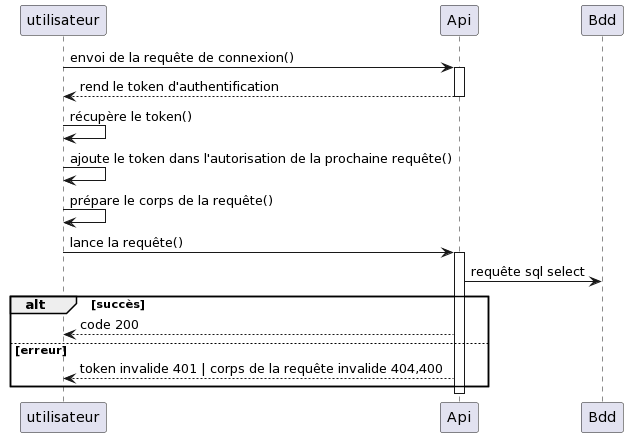 utilisateur Api Bdd
envoi de la requête de connexion()
rend le token d'authentification
récupère le token()
ajoute le token dans l'autorisation de la prochaine requête()
prépare le corps de la requête()
lance la requête()
requête sql select
alt [succès]
code 200
[erreur]
token invalide 401 | corps de la requête invalide 404,400
utilisateur Api Bdd